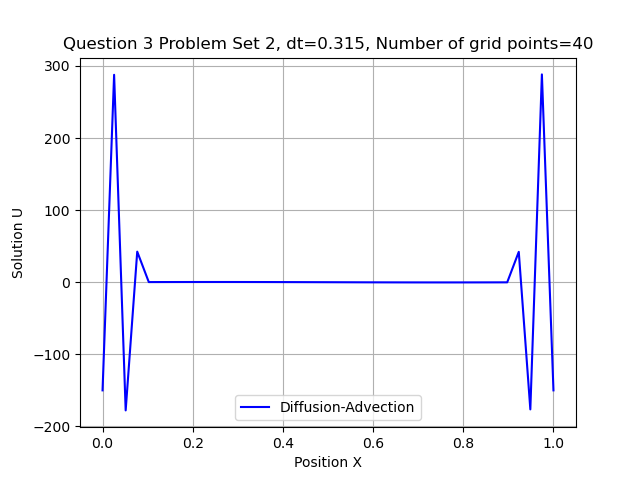 Question 3 Problem Set 2, dt=0.315, Number of grid points=40
300
200
100
0
−100
−200
Solution U
Diffusion-Advection
0.0 0.2 0.4 0.6 0.8 1.0
Position X